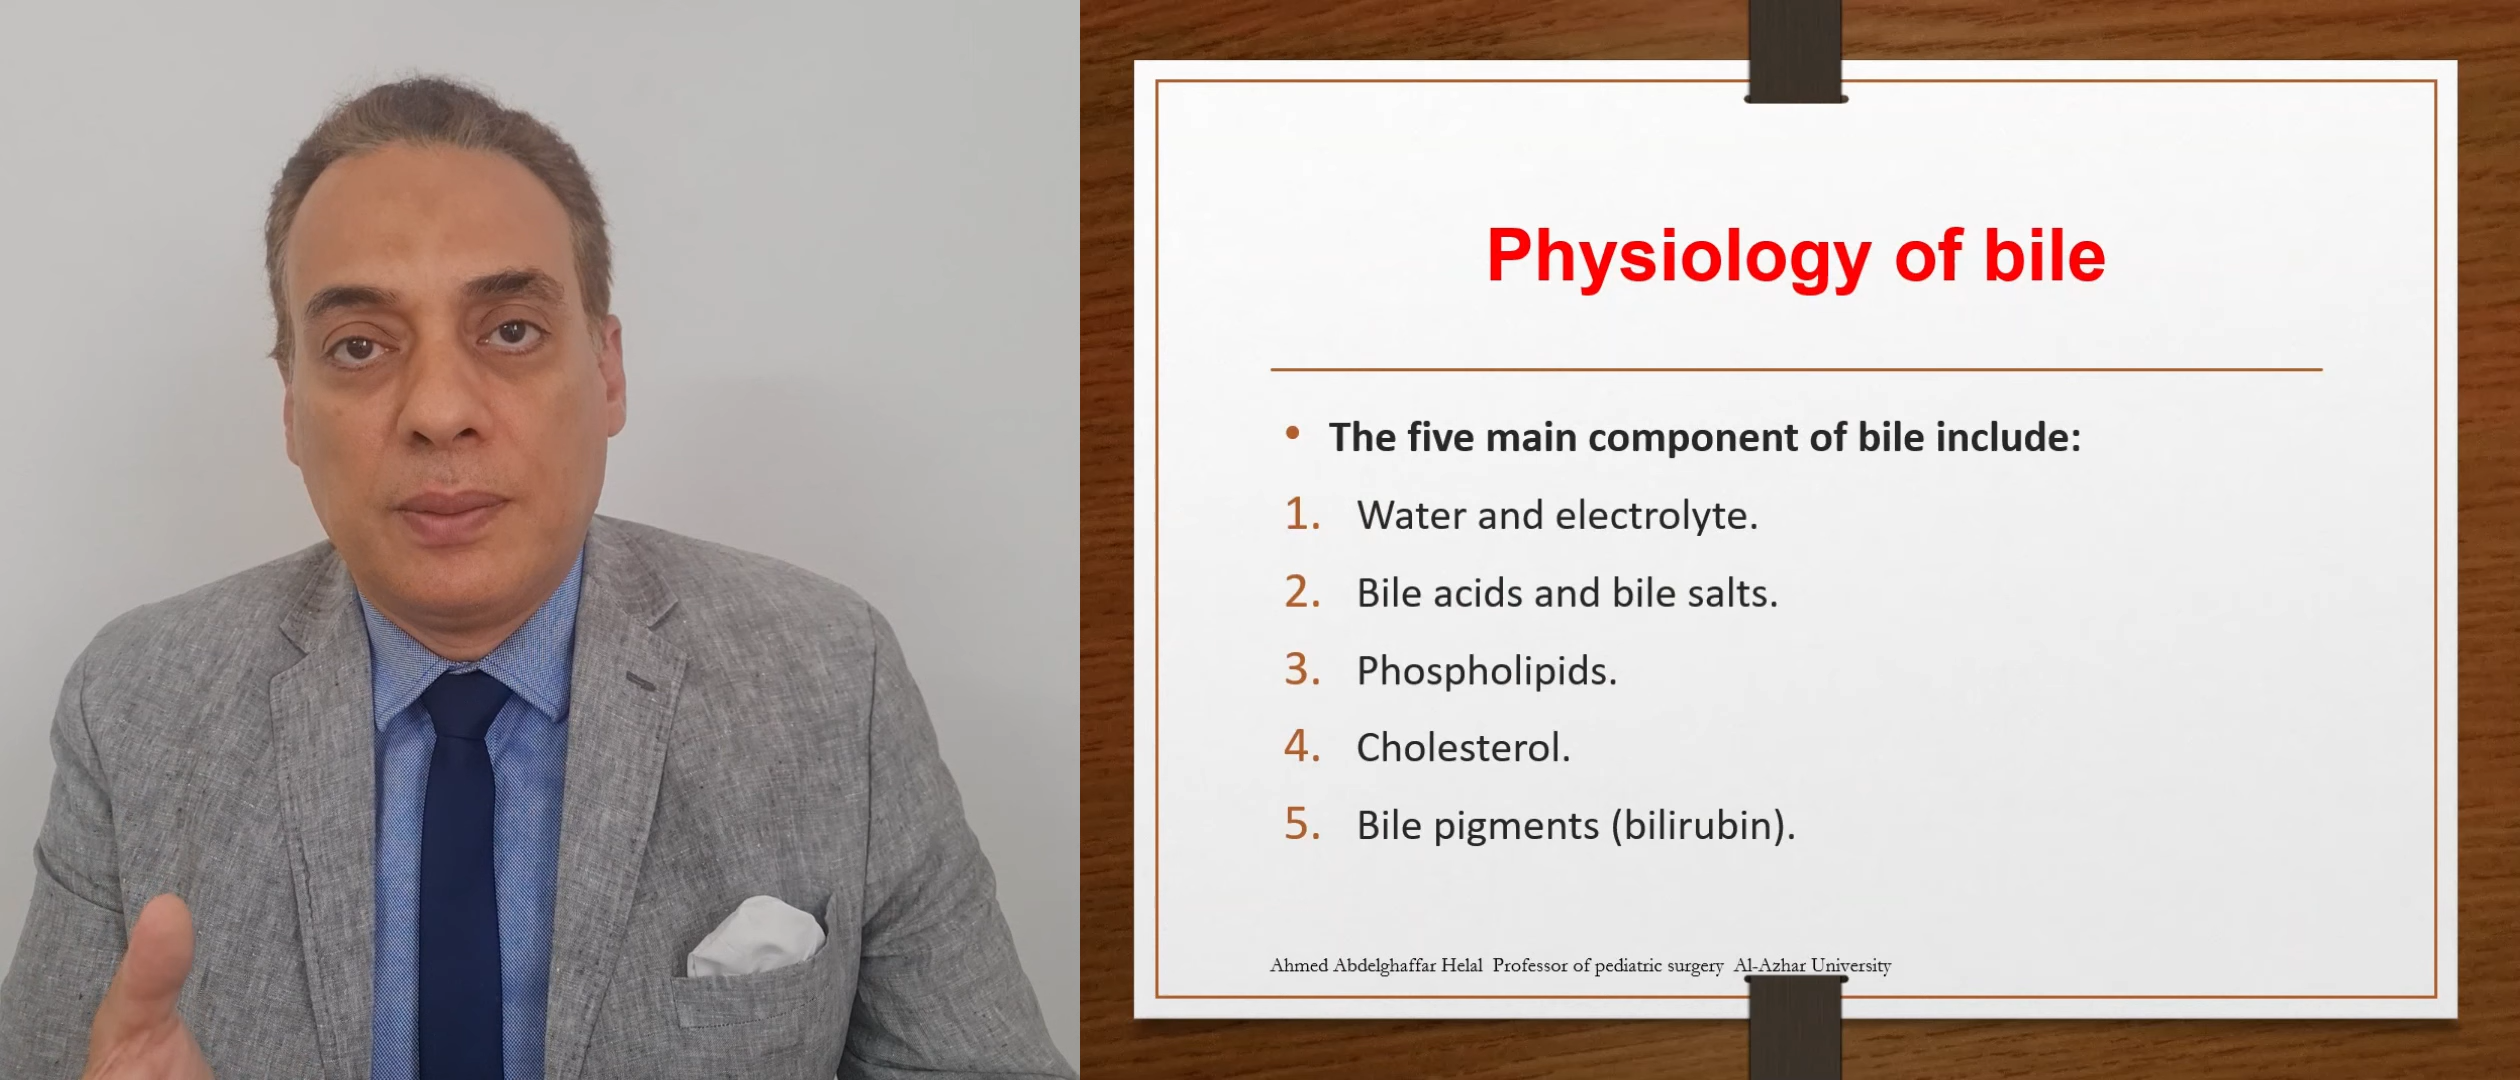 Physiology of bile
• The five main component of bile include:
1. Water and electrolyte.
2. Bile acids and bile salts.
3. Phospholipids.
4. Cholesterol.
5. Bile pigments (bilirubin).
Ahmed Abdelghaffar Helal Professor of pediatric surgery Al-Azhar University